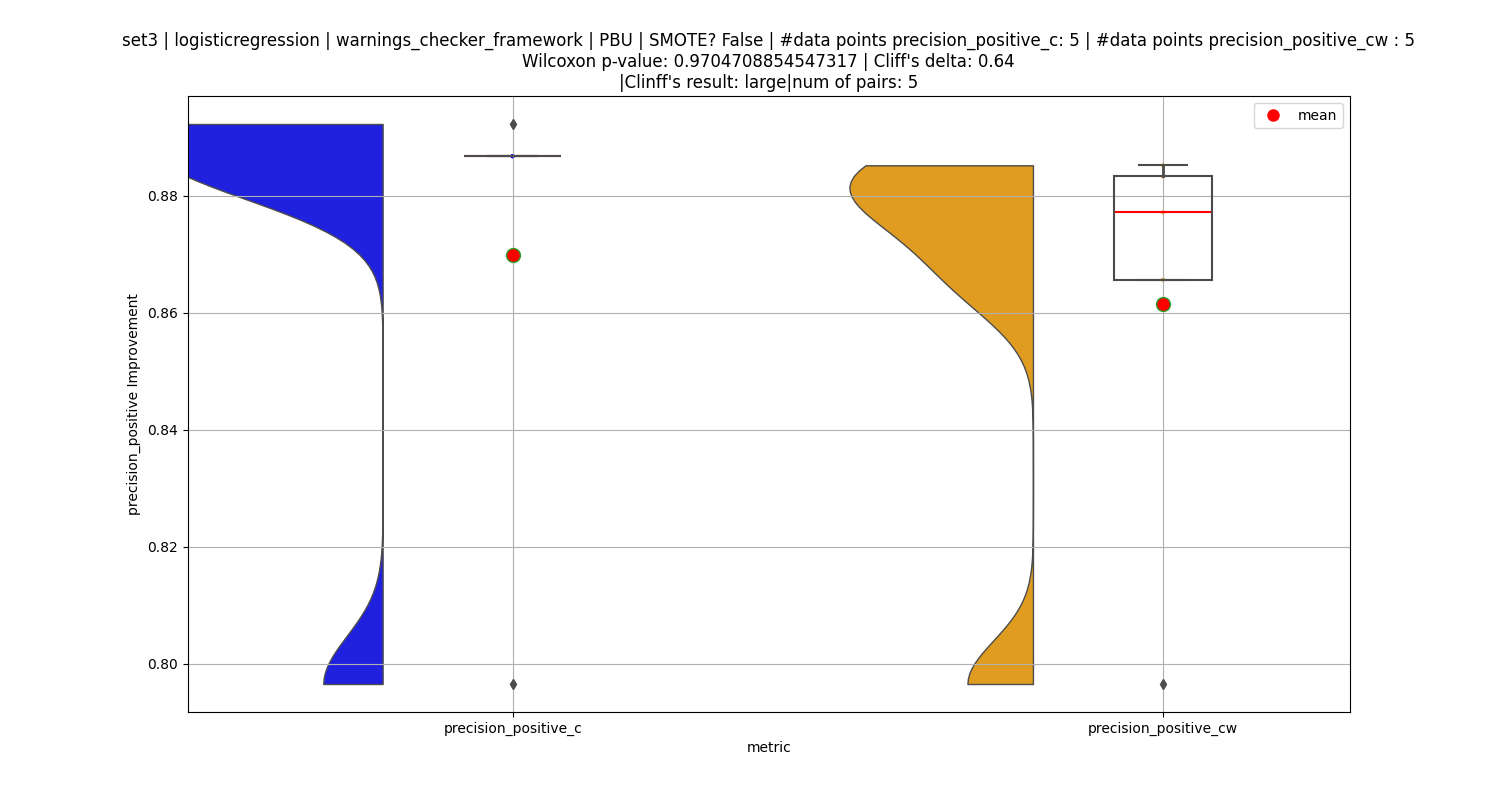 set3 | logisticregression | warnings_checker_framework | PBU | SMOTE? False | #data points precision_positive_c: 5 | #data points precision_positive_cw : 5
Wilcoxon p-value: 0.9704708854547317 | Cliff's delta: 0.64
|Clinff's result: large|num of pairs: 5
mean
0.88
0.86
0.84
0.82
0.80
precision_positive Improvement
precision_positive_c
precision_positive_cw
metric